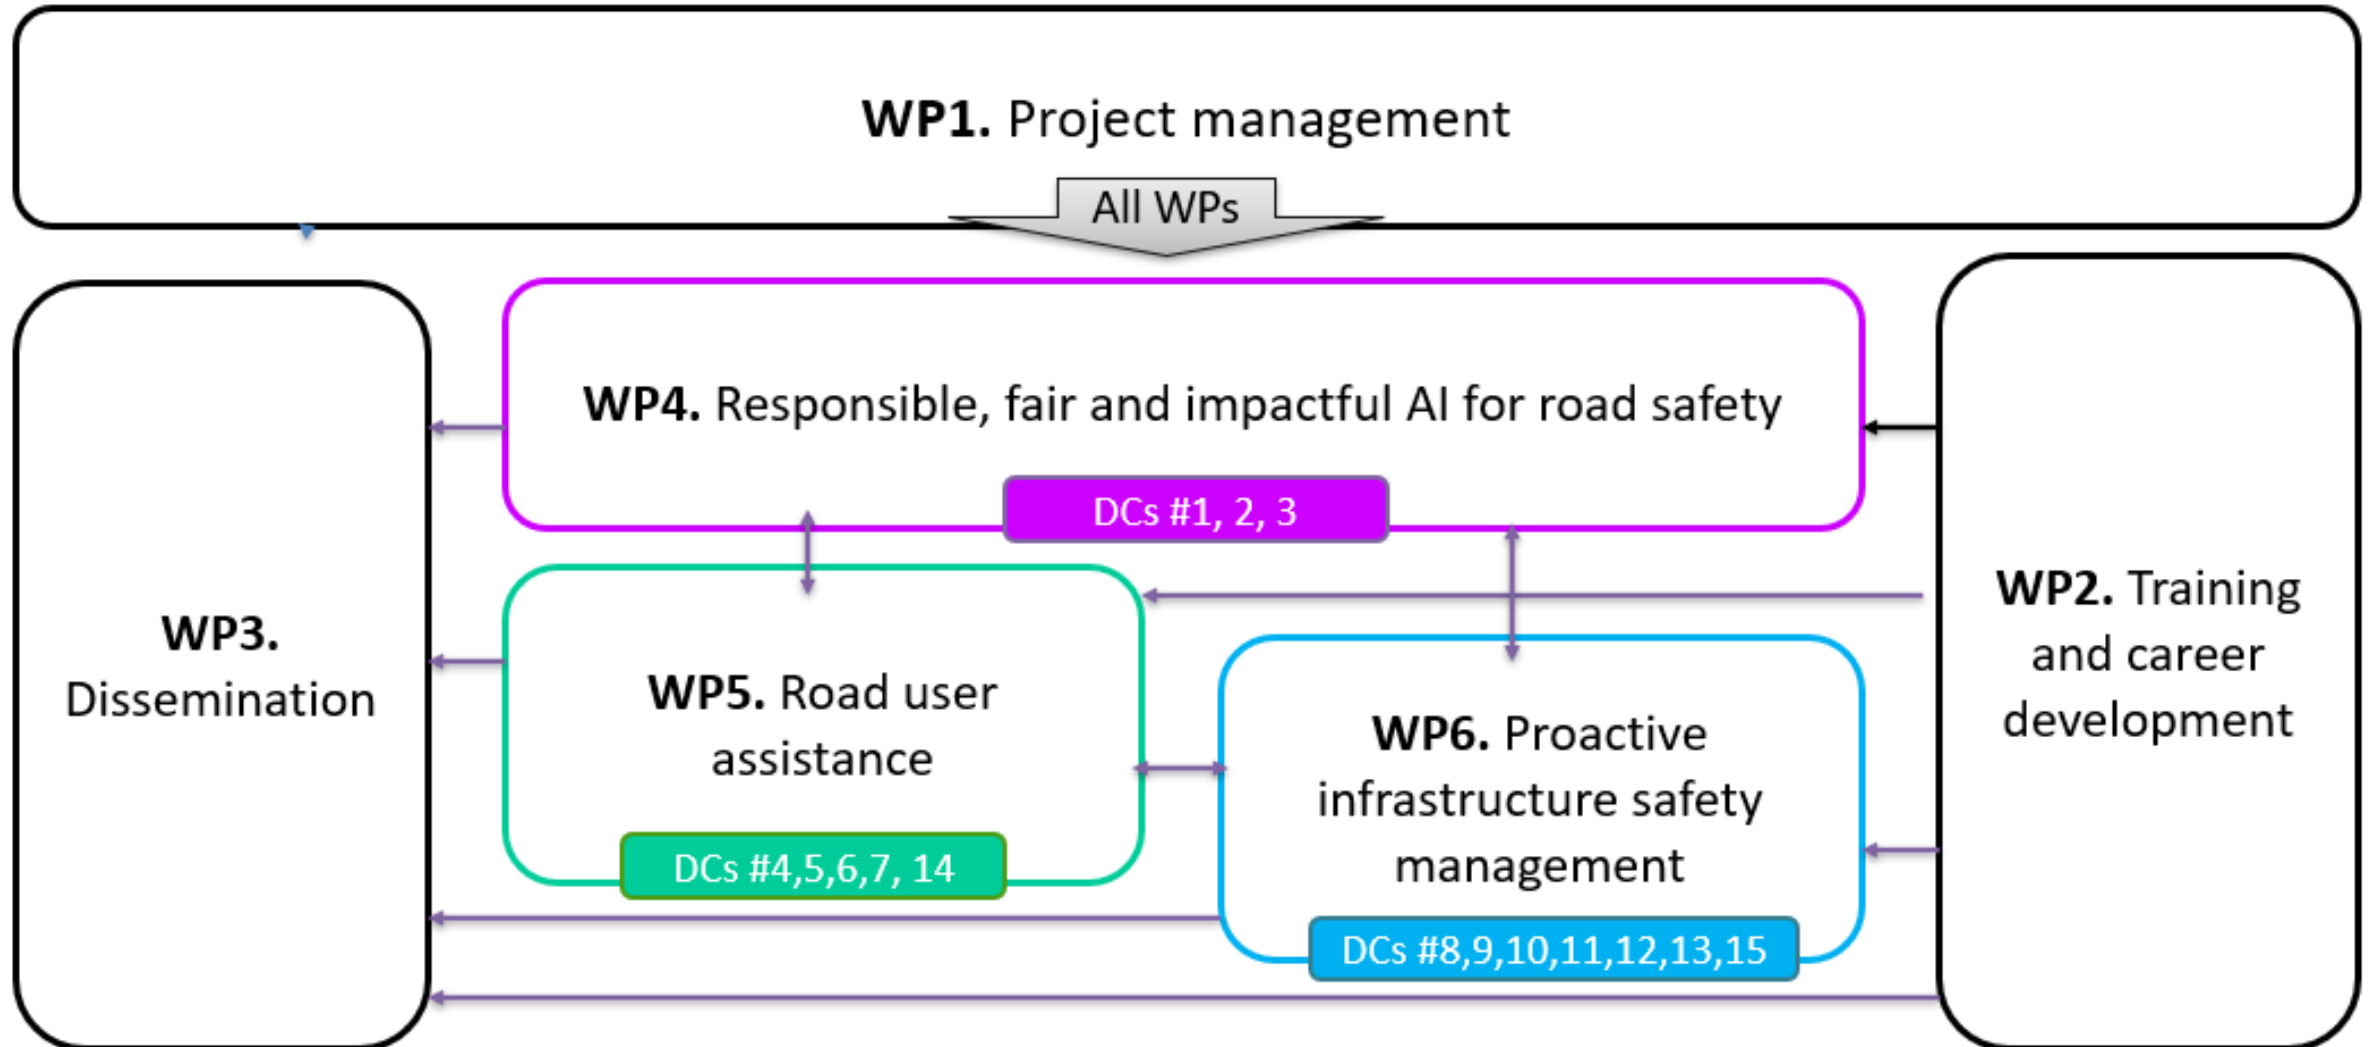 WP1. Project management
All WPs
WP4. Responsible, fair and impactful AI for road safety
DCs #1, 2, 3
WP3.
Dissemination
WP5. Road user
assistance
DCs #4,5,6,7, 14
WP6. Proactive
infrastructure safety
management
DCs #8,9,10,11,12,13,15
WP2. Training
and career
development